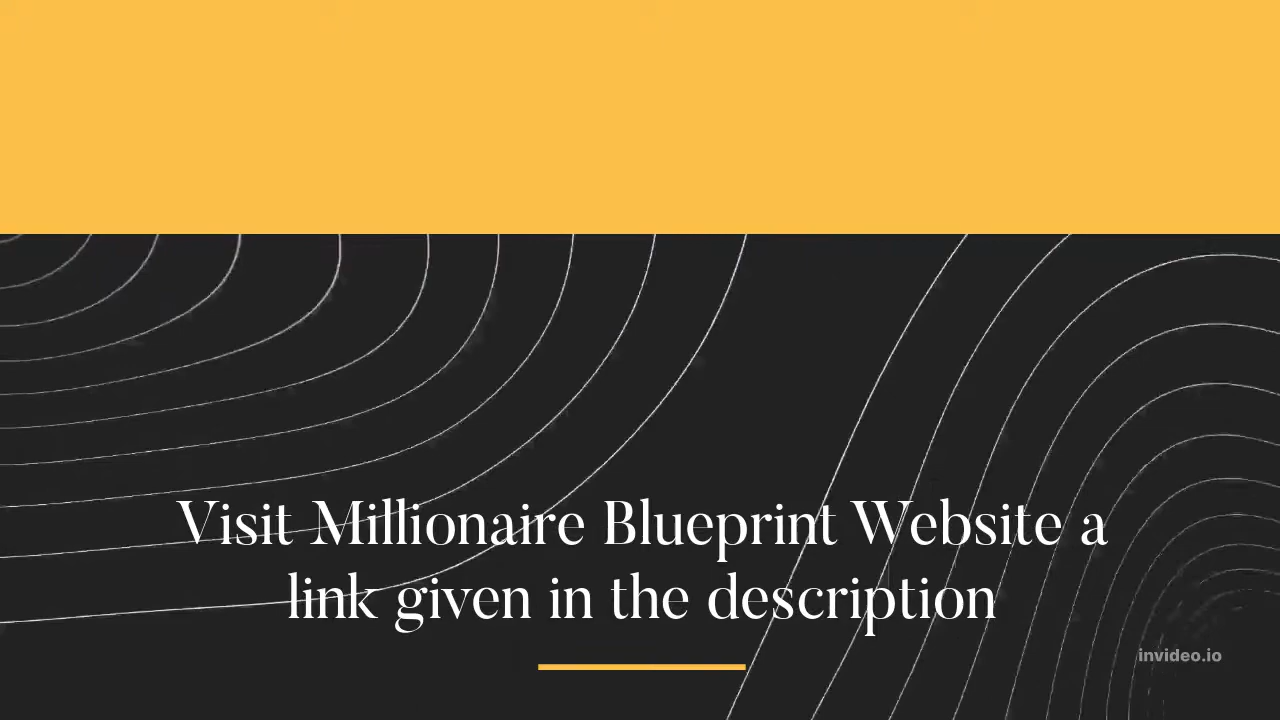 Visit Millionaire Blueprint Website a
link given in the description
invideo.io